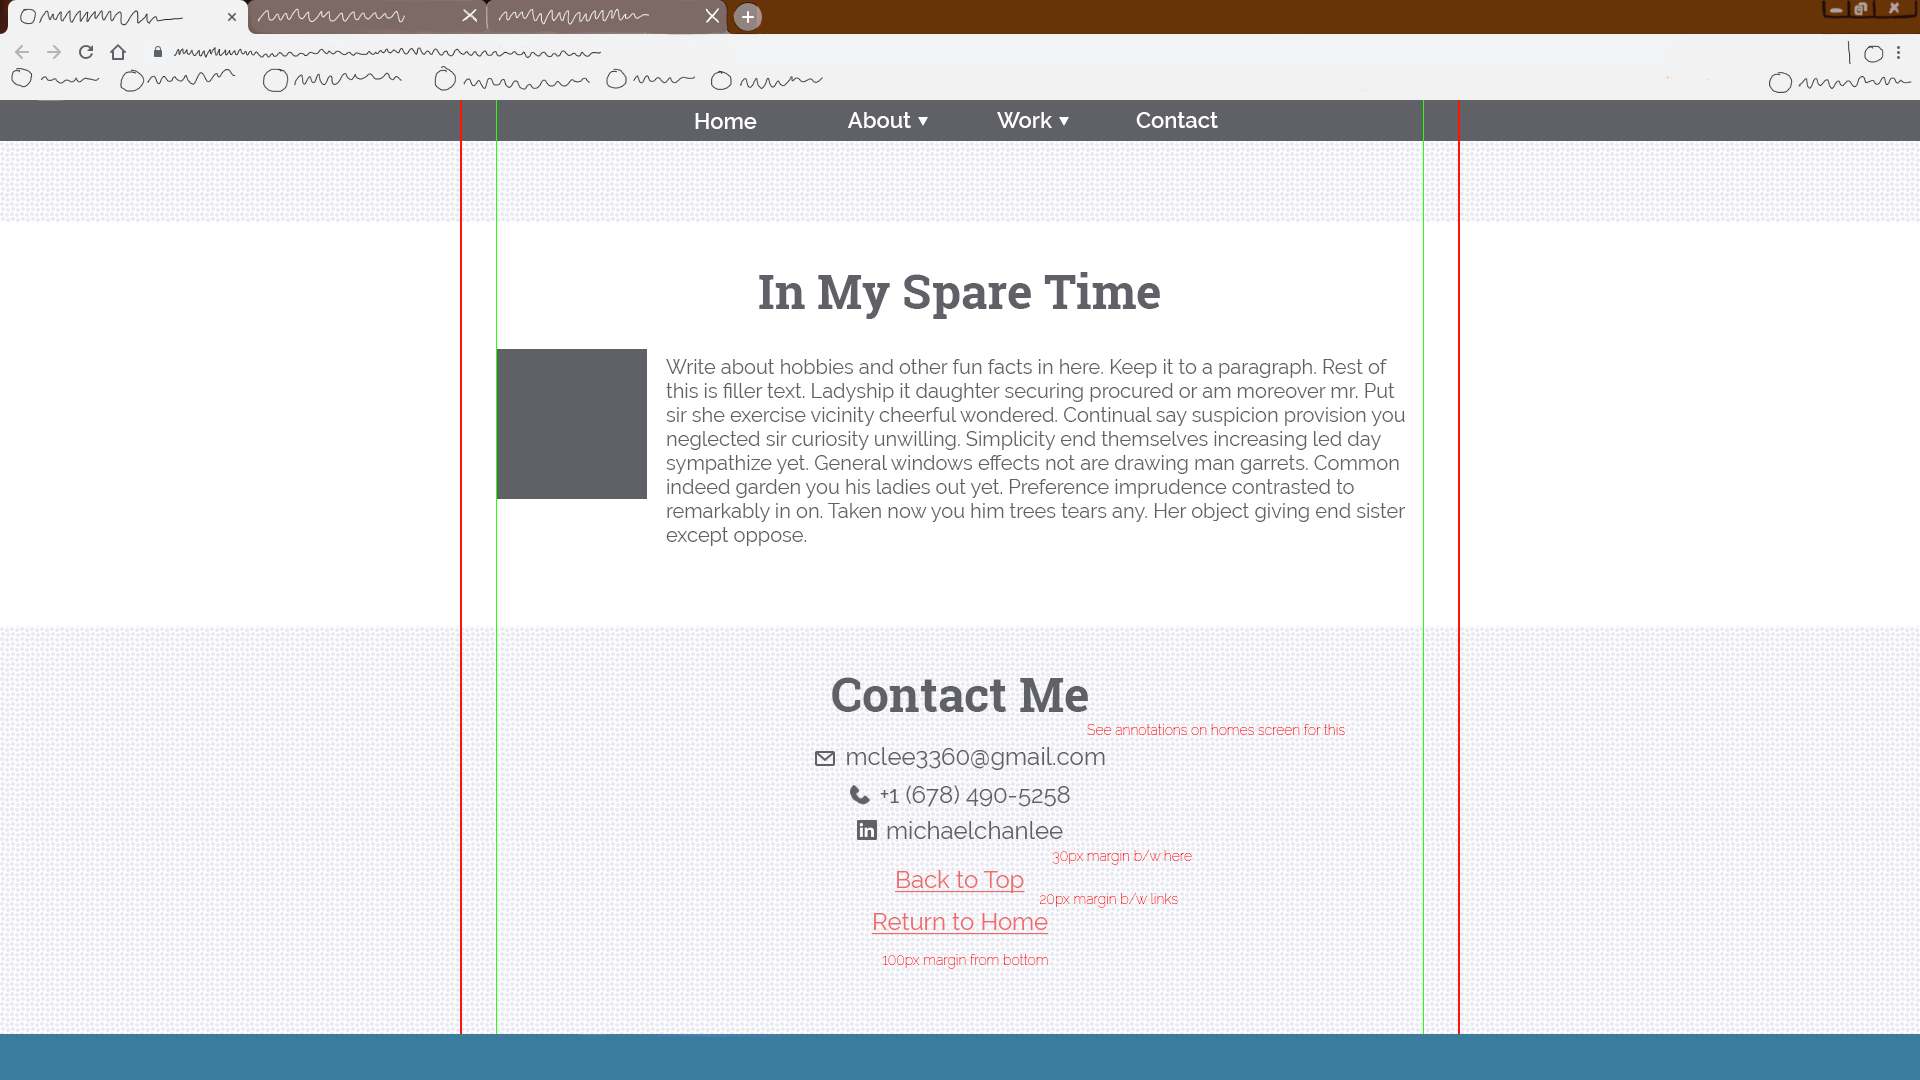 Home
About
Work
Contact
In My Spare Time
Write about hobbies and other fun facts in here. Keep it to a paragraph. Rest of
this is filler text. Ladyship it daughter securing procured or am moreover mr. Put
sir she exercise vicinity cheerful wondered. Continual say suspicion provision you
neglected sir curiosity unwilling. Simplicity end themselves increasing led day
sympathize yet. General windows effects not are drawing man garrets. Common
indeed garden you his ladies out yet. Preference imprudence contrasted to
remarkably in on. Taken now you him trees tears any. Her object giving end sister
except oppose.
Contact Me
See annotations on homes screen for this
mclee3360@gmail.com
+1 (678) 490-5258
in michaelchanlee
30px margin b/w here
Back to Top
20px margin b/w links
Return to Home
100px margin from bottom